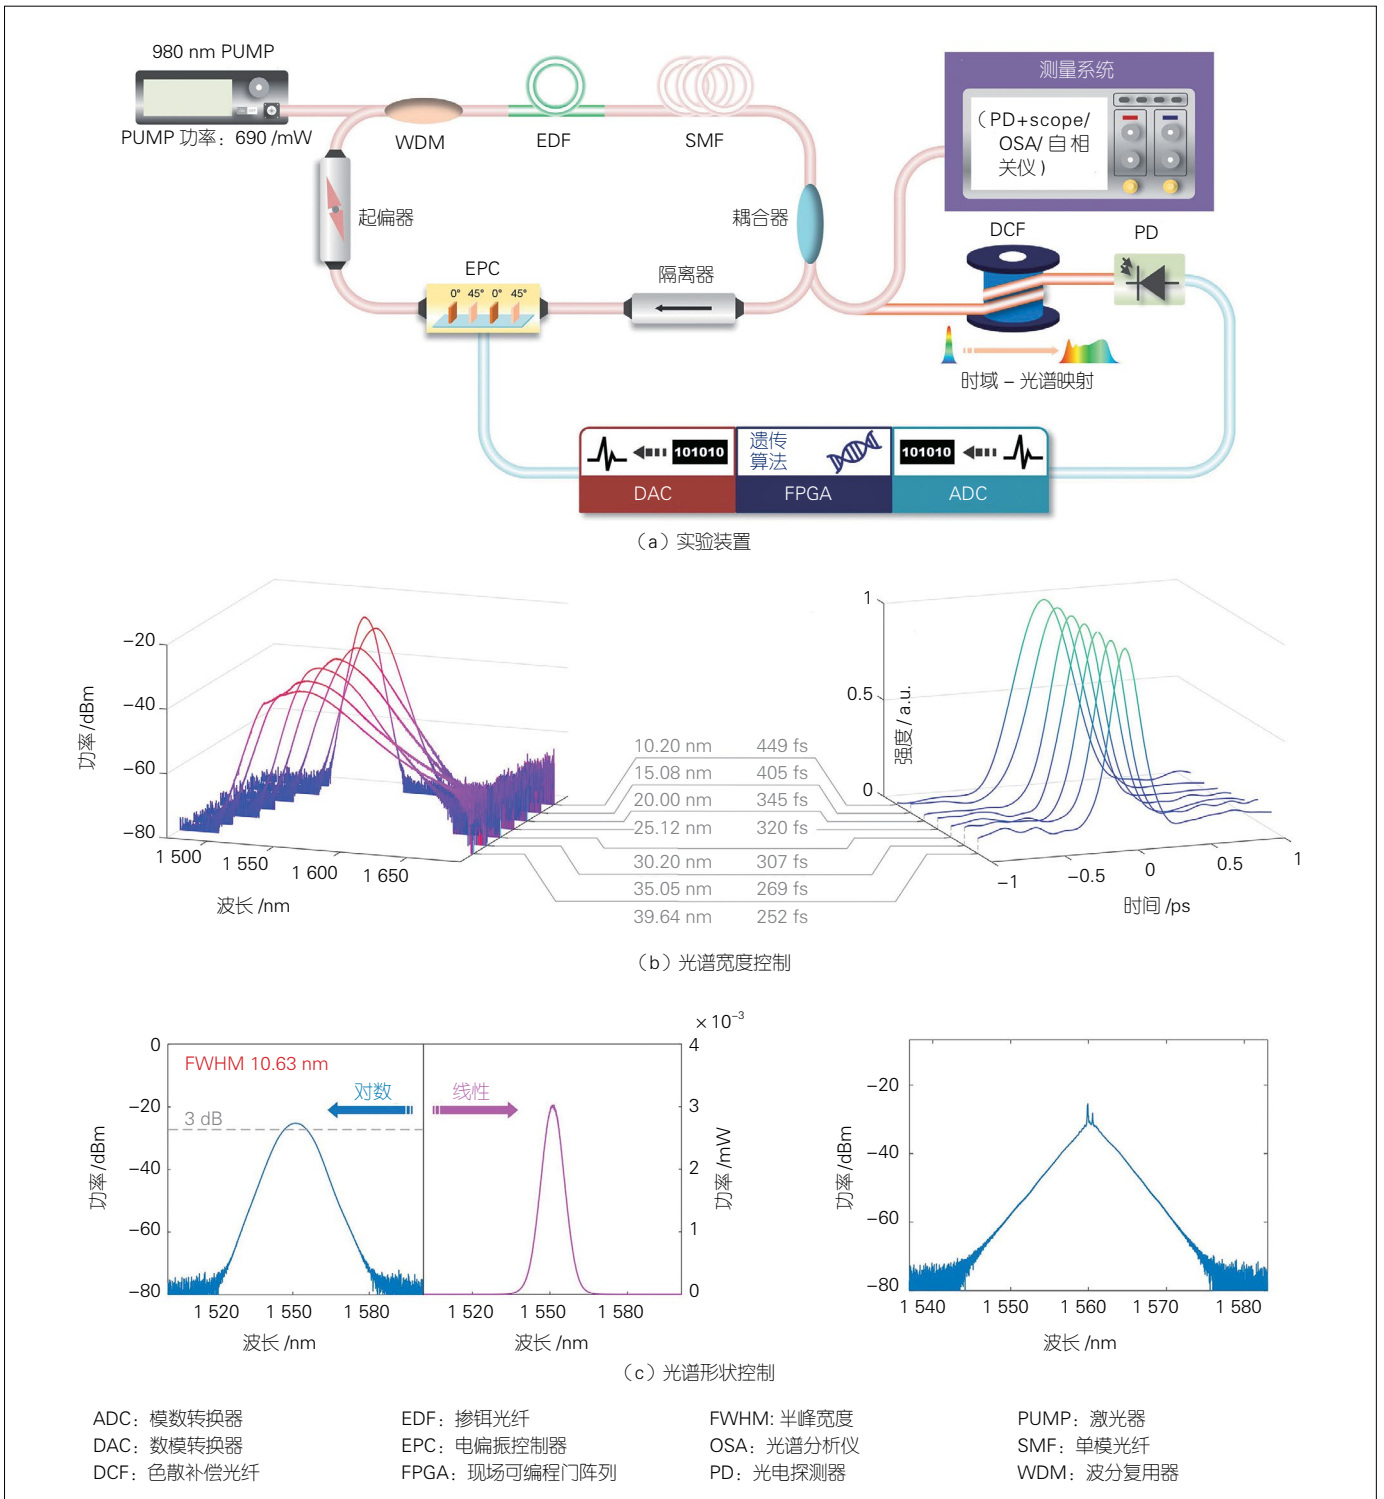 980 nm PUMP
PUMP 功率：690 /mW
WDM
EDF
SMF
测量系统
（PD+scope/
OSA/ 自 相
关仪）
起偏器
耦合器
DCF
PD
EPC
0° 45° 0° 45°
隔离器
时域 – 光谱映射
101010
遗传
算法
101010
DAC
FPGA
ADC
（a）实验装置
−20
−40
−60
−80
功率 /dBm
1 500
1 550
1 600
1 650
波长 /nm
10.20 nm 449 fs
15.08 nm 405 fs
20.00 nm 345 fs
25.12 nm 320 fs
30.20 nm 307 fs
35.05 nm 269 fs
39.64 nm 252 fs
1
0.5
0
强度 / a.u.
−1
−0.5
0
0.5
1
时间 /ps
（b）光谱宽度控制
0
−20
−40
−60
−80
功率 /dBm
FWHM 10.63 nm
对数
3 dB
1 520 1 550 1 580
波长 /nm
线性
× 10−3
4
3
2
1
0
功率 /mW
1 520 1 550 1 580
波长 /nm
−20
−40
−60
−80
功率 /dBm
1 540 1 550 1 560 1 570 1 580
波长 /nm
（c）光谱形状控制
ADC：模数转换器 EDF：掺铒光纤 FWHM: 半峰宽度 PUMP：激光器
DAC：数模转换器 EPC：电偏振控制器 OSA：光谱分析仪 SMF：单模光纤
DCF：色散补偿光纤 FPGA：现场可编程门阵列 PD：光电探测器 WDM：波分复用器